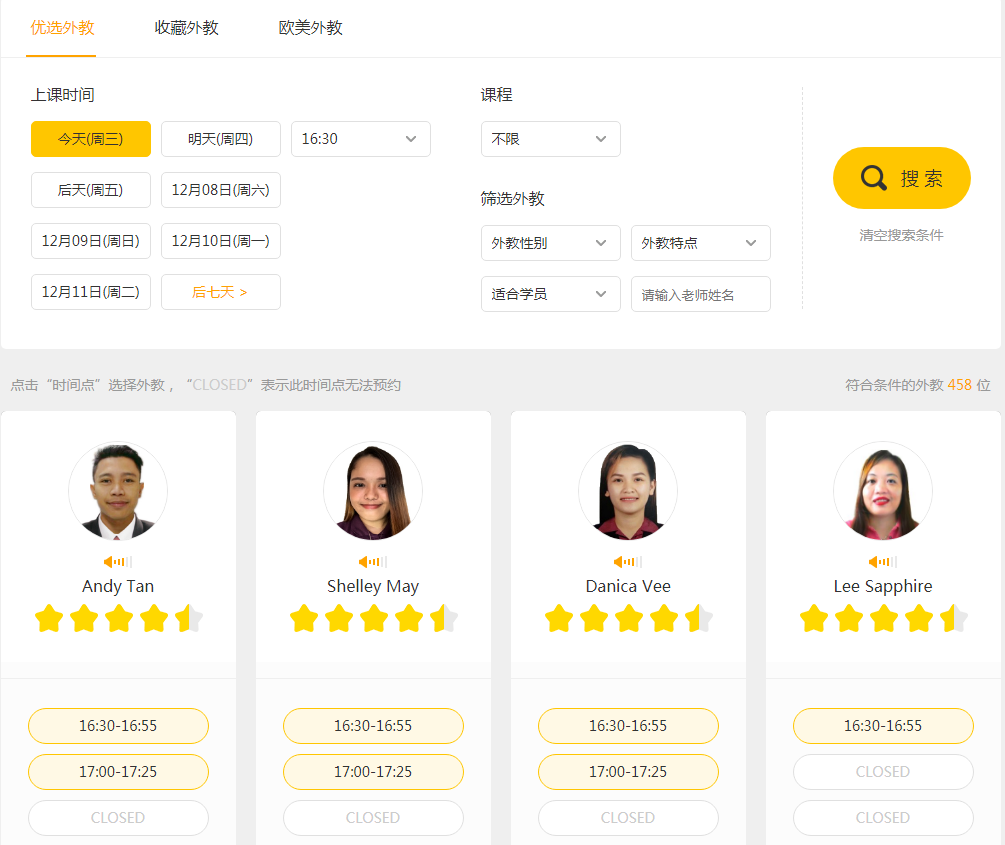 优选外教 收藏外教 欧美外教
上课时间
今天(周三) 明天(周四) 16:30
后天(周五) 12月08日(周六)
12月09日(周日) 12月10日(周一)
12月11日(周二) 后七天 >
课程
不限
筛选外教
外教性别 外教特点
适合学员 请输入老师姓名
搜 索
清空搜索条件
点击“时间点”选择外教，“CLOSED”表示此时间点无法预约 符合条件的外教 458 位
Andy Tan
16:30-16:55
17:00-17:25
CLOSED
Shelley May
16:30-16:55
17:00-17:25
CLOSED
Danica Vee
16:30-16:55
17:00-17:25
CLOSED
Lee Sapphire
16:30-16:55
CLOSED
CLOSED